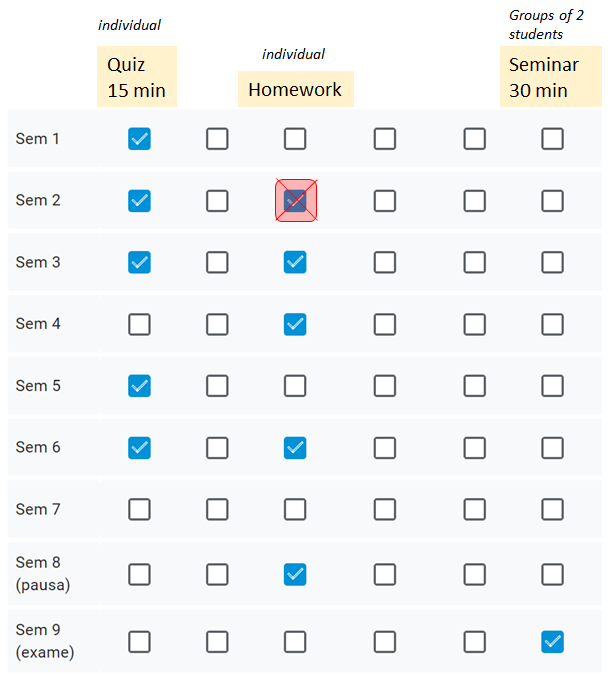 individual
Quiz
15 min
individual
Homework
Groups of 2
students
Seminar
30 min
Sem 1
Sem 2
Sem 3
Sem 4
Sem 5
Sem 6
Sem 7
Sem 8
(pausa)
Sem 9
(exame)